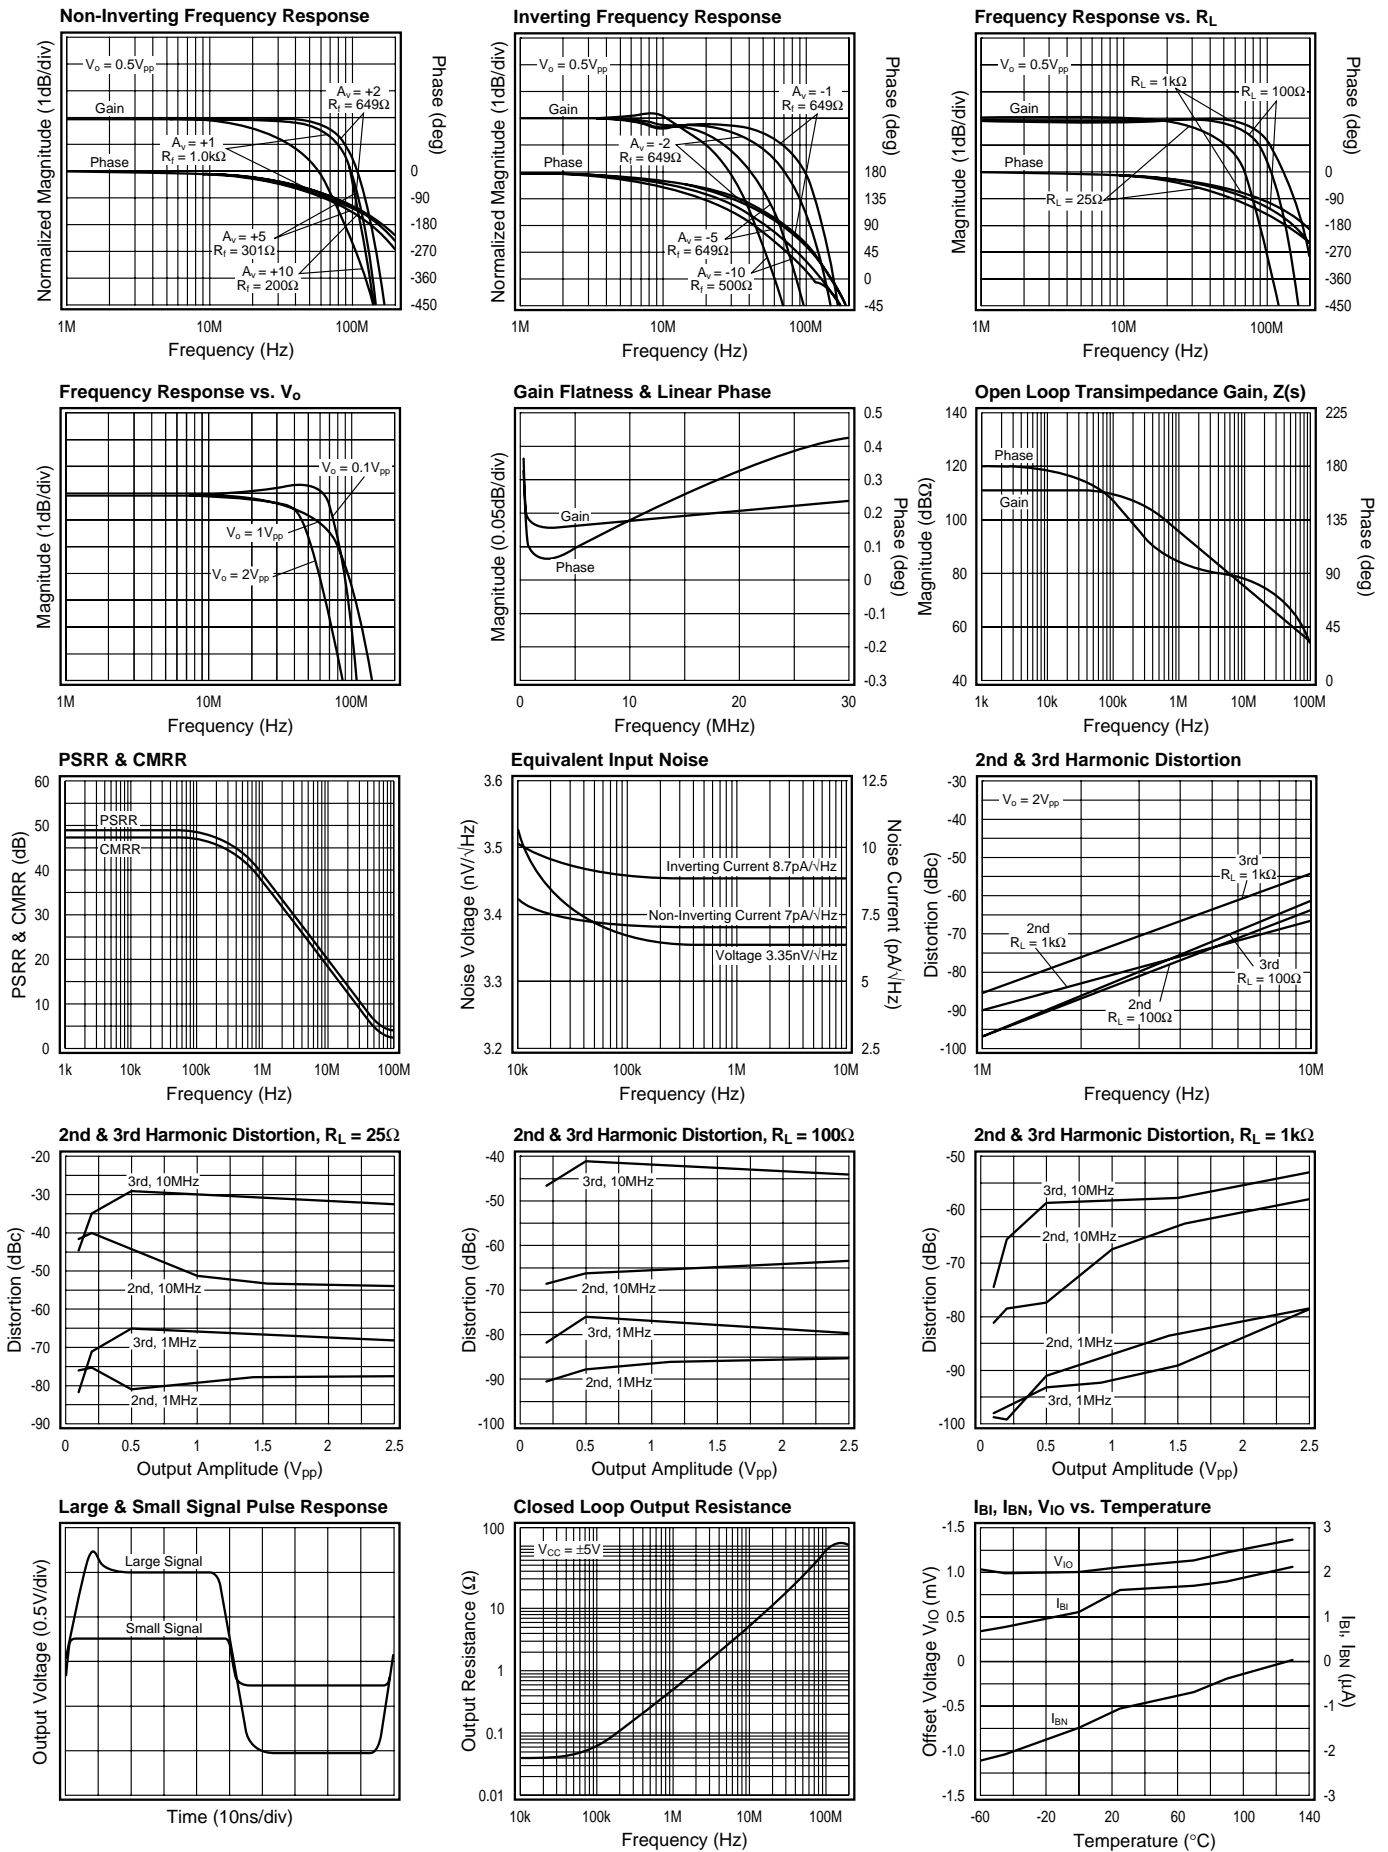 Non-Inverting Frequency Response
Normalized Magnitude (1dB/div)
Vo = 0.5Vpp
Gain
Phase
Av = +2
Rf = 649Ω
Av = +1
Rf = 1.0kΩ
Av = +5
Rf = 301Ω
Av = +10
Rf = 200Ω
Phase (deg)
0
-90
-180
-270
-360
-450
1M 10M 100M
Frequency (Hz)
Inverting Frequency Response
Normalized Magnitude (1dB/div)
Vo = 0.5Vpp
Gain
Phase
Av = -1
Rf = 649Ω
Av = -2
Rf = 649Ω
Av = -5
Rf = 649Ω
Av = -10
Rf = 500Ω
Phase (deg)
180
135
90
45
0
-45
1M 10M 100M
Frequency (Hz)
Frequency Response vs. RL
Magnitude (1dB/div)
Vo = 0.5Vpp
RL = 1kΩ
RL = 100Ω
Gain
Phase
RL = 25Ω
Phase (deg)
0
-90
-180
-270
-360
-450
1M 10M 100M
Frequency (Hz)
Frequency Response vs. Vo
Magnitude (1dB/div)
Vo = 0.1Vpp
Vo = 1Vpp
Vo = 2Vpp
1M 10M 100M
Frequency (Hz)
Gain Flatness & Linear Phase
Magnitude (0.05dB/div)
Gain
Phase
Phase (deg)
0.5
0.4
0.3
0.2
0.1
0
-0.1
-0.2
-0.3
0 10 20 30
Frequency (MHz)
Open Loop Transimpedance Gain, Z(s)
Magnitude (dBΩ)
140
120
100
80
60
40
Phase
Gain
Phase (deg)
225
180
135
90
45
0
1k 10k 100k 1M 10M 100M
Frequency (Hz)
PSRR & CMRR
PSRR & CMRR (dB)
60
50
40
30
20
10
0
PSRR
CMRR
1k 10k 100k 1M 10M 100M
Frequency (Hz)
Equivalent Input Noise
Noise Voltage (nV/√Hz)
3.6
3.5
3.4
3.3
3.2
Inverting Current 8.7pA/√Hz
Non-Inverting Current 7pA/√Hz
Voltage 3.35nV/√Hz
Noise Current (pA/√Hz)
12.5
10
7.5
5
2.5
10k 100k 1M 10M
Frequency (Hz)
2nd & 3rd Harmonic Distortion
Distortion (dBc)
-30
-40
-50
-60
-70
-80
-90
-100
Vo = 2Vpp
3rd
RL = 1kΩ
2nd
RL = 1kΩ
3rd
RL = 100Ω
2nd
RL = 100Ω
1M 10M
Frequency (Hz)
2nd & 3rd Harmonic Distortion, RL = 25Ω
Distortion (dBc)
-20
-30
-40
-50
-60
-70
-80
-90
3rd, 10MHz
2nd, 10MHz
3rd, 1MHz
2nd, 1MHz
0 0.5 1 1.5 2 2.5
Output Amplitude (Vpp)
2nd & 3rd Harmonic Distortion, RL = 100Ω
Distortion (dBc)
-40
-50
-60
-70
-80
-90
-100
3rd, 10MHz
2nd, 10MHz
3rd, 1MHz
2nd, 1MHz
0 0.5 1 1.5 2 2.5
Output Amplitude (Vpp)
2nd & 3rd Harmonic Distortion, RL = 1kΩ
Distortion (dBc)
-50
-60
-70
-80
-90
-100
3rd, 10MHz
2nd, 10MHz
2nd, 1MHz
3rd, 1MHz
0 0.5 1 1.5 2 2.5
Output Amplitude (Vpp)
Large & Small Signal Pulse Response
Output Voltage (0.5V/div)
Large Signal
Small Signal
Time (10ns/div)
Closed Loop Output Resistance
Output Resistance (Ω)
100
10
1
0.1
0.01
VCC = ±5V
10k 100k 1M 10M 100M
Frequency (Hz)
IBI, IBN, VIO vs. Temperature
Offset Voltage VIO (mV)
-1.5
1.0
0.5
0
-0.5
-1.0
-1.5
VIO
IBI
IBN
IBI, IBN (μA)
3
2
1
0
-1
-2
-3
-60 -20 20 60 100 140
Temperature (°C)